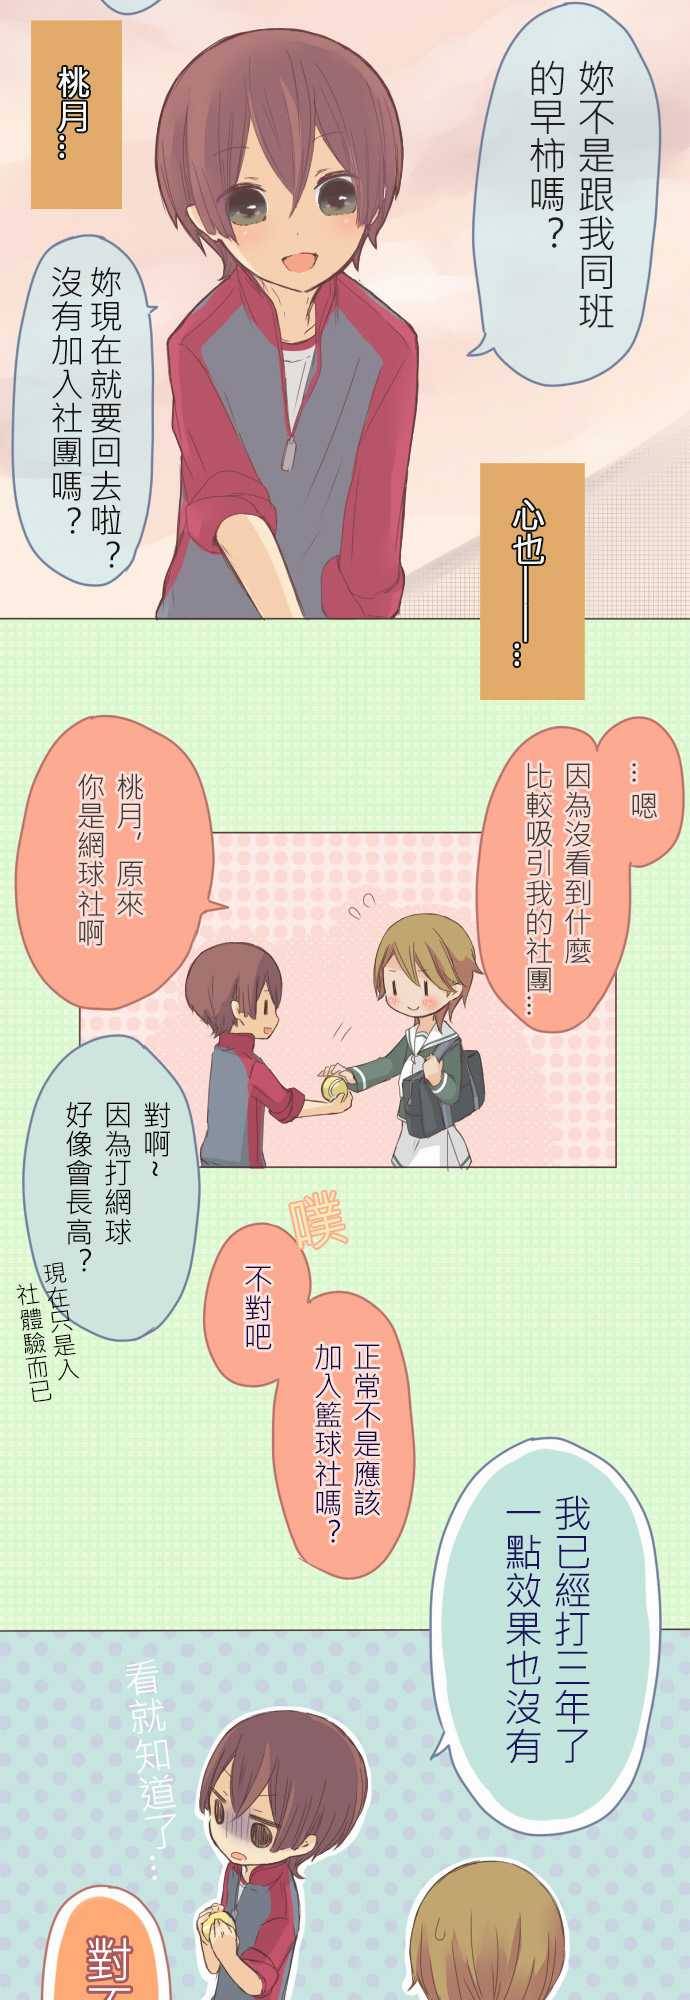 妳不是跟我同班
的早柿嗎？
桃月…
妳現在就要回去啦？
沒有加入社團嗎？
心也——…
…嗯
因為沒看到什麼
比較吸引我的社團…
桃月，原來
你是網球社啊
對啊~
因為打網球
好像會長高？
現在只是入
社體驗而已
噗
不對吧
正常不是應該
加入籃球社嗎？
我已經打三年了
一點效果也沒有
看就知道了…
對不